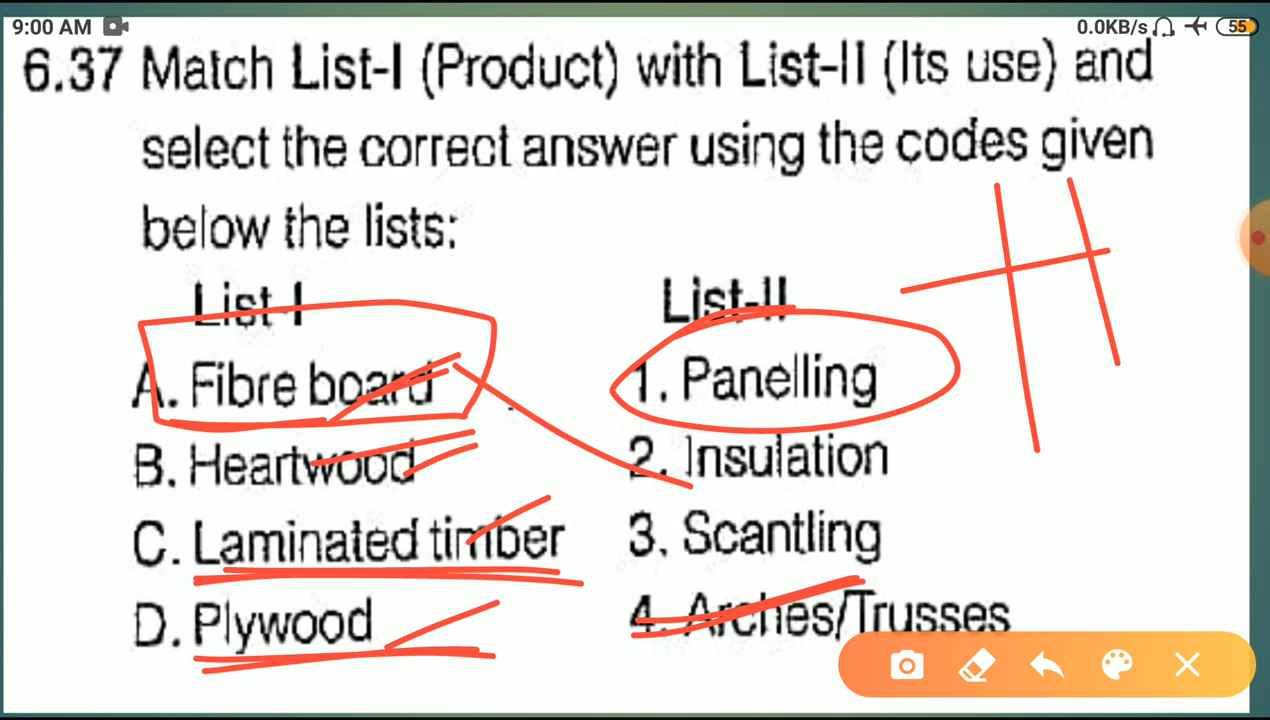 9:00 AM 0.0KB/s 55
6.37 Match List-I (Product) with List-II (Its use) and
select the correct answer using the codes given
below the lists:
List-I List-II
A. Fibre board 1. Panelling
B. Heartwood 2. Insulation
C. Laminated timber 3. Scantling
D. Plywood 4. Arches/Trusses